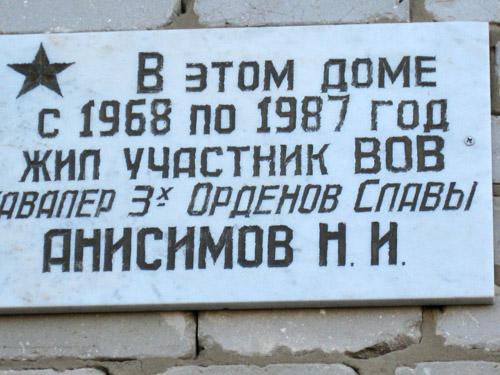 В этом доме
с 1968 по 1987 год
жил участник ВОВ
авалер 3х Орденов Славы
Анисимов Н. И.